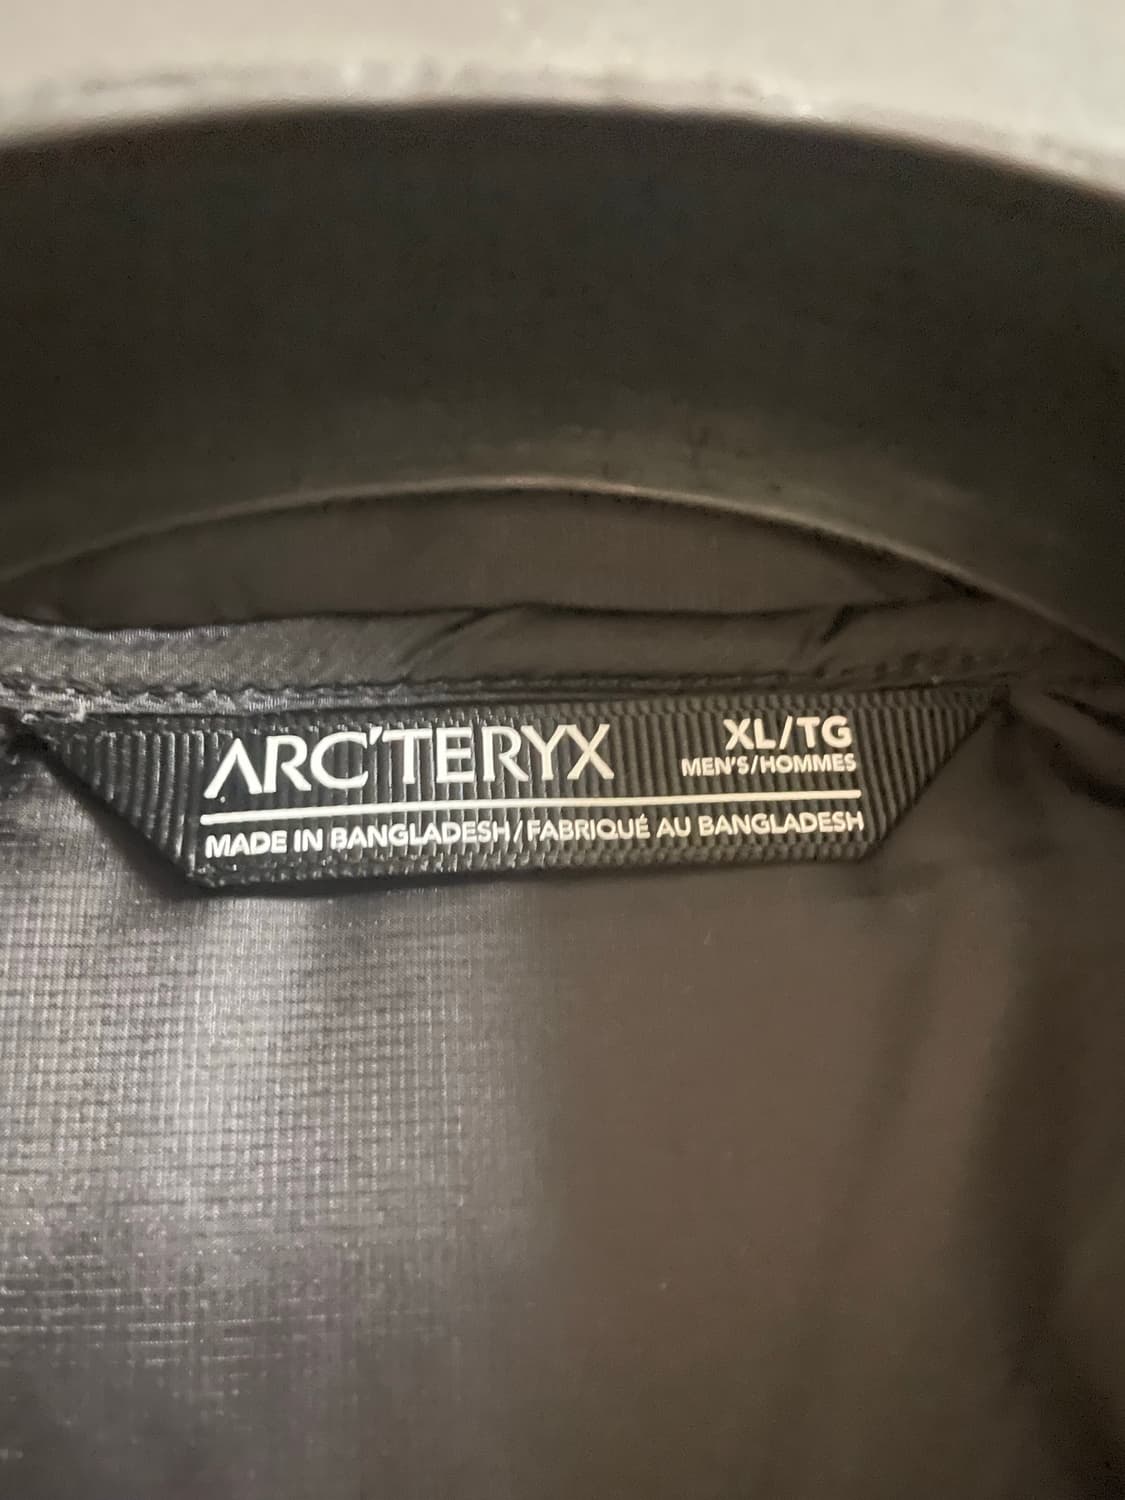 ARC'TERYX
XL/TG
MEN'S/HOMMES
MADE IN BANGLADESH/FABRIQUÉ AU BANGLADESH